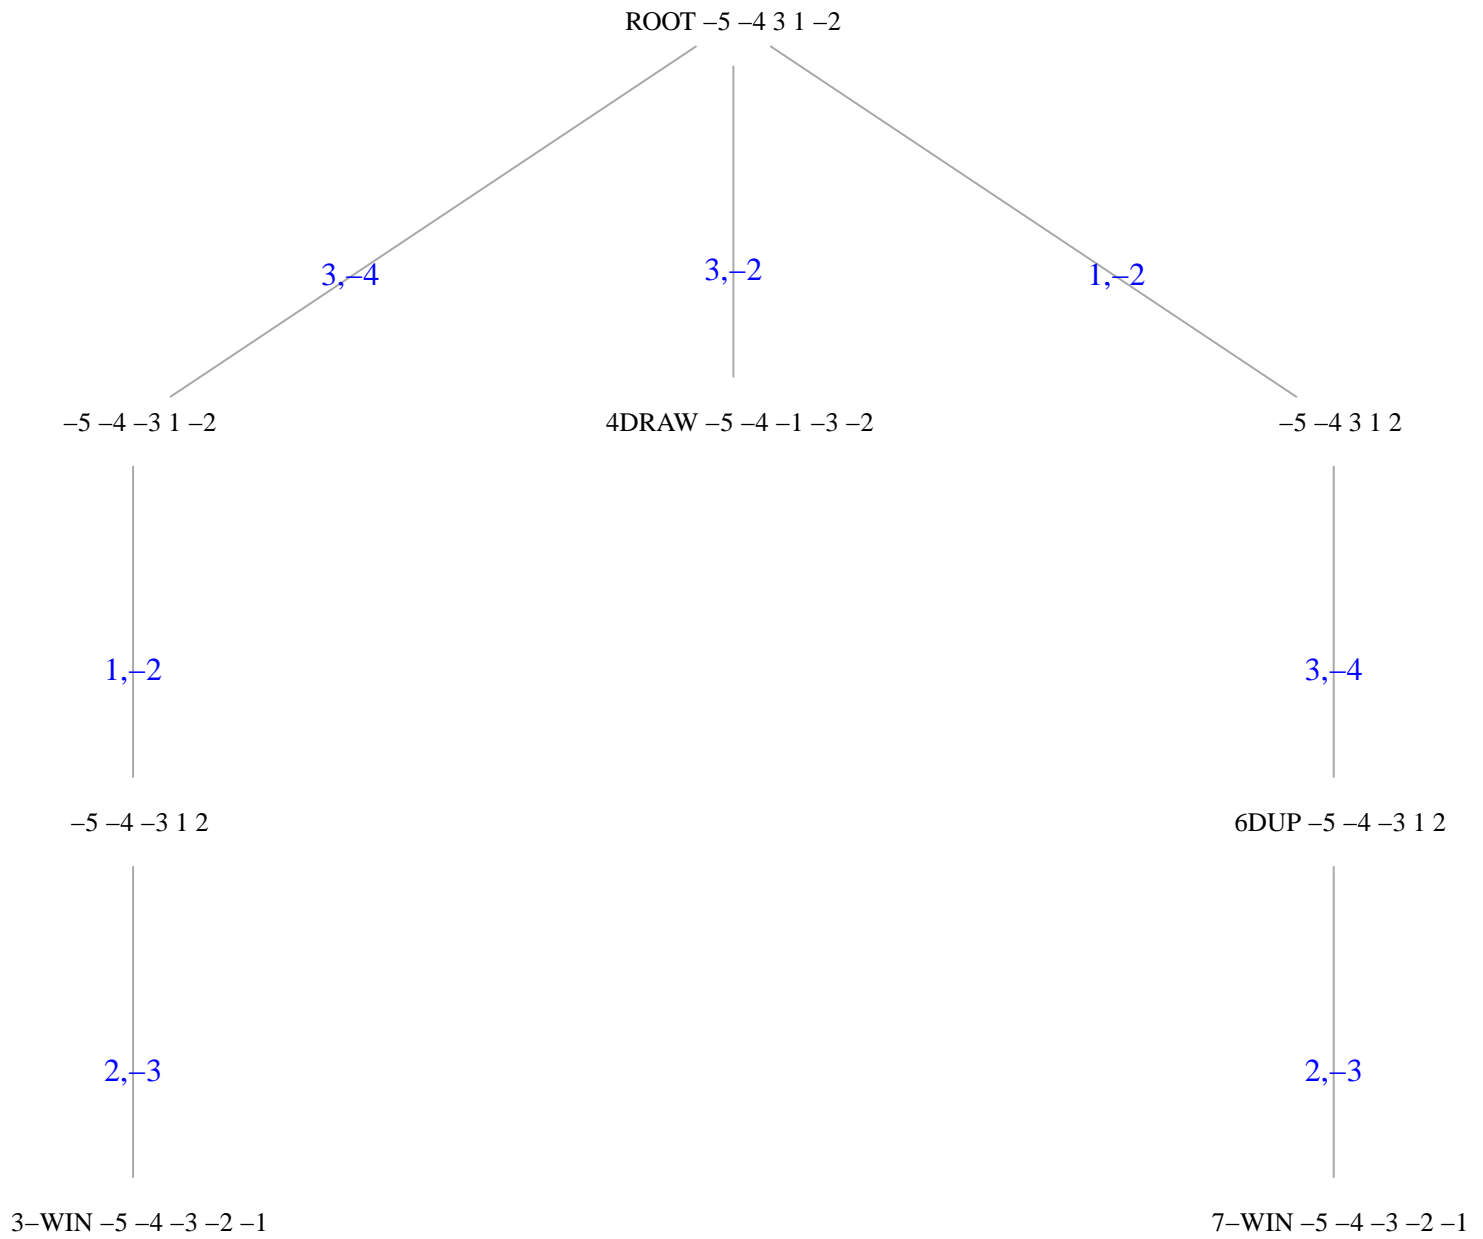 ROOT –5 –4 3 1 –2
3,–4
3,–2
1,–2
–5 –4 –3 1 –2
4DRAW –5 –4 –1 –3 –2
–5 –4 3 1 2
1,–2
3,–4
–5 –4 –3 1 2
6DUP –5 –4 –3 1 2
2,–3
2,–3
3–WIN –5 –4 –3 –2 –1
7–WIN –5 –4 –3 –2 –1